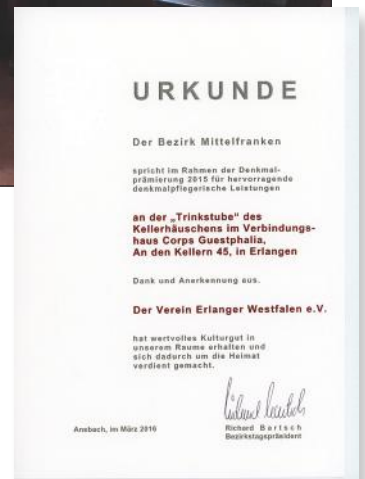 URKUNDE
Der Bezirk Mittelfranken
spricht im Rahmen der Denkmal-
prämierung 2015 für hervorragende
denkmalpflegerische Leistungen
an der „Trinkstube“ des
Kellerhäuschens im Verbindungs-
haus Corps Guestphalia,
An den Kellern 45, in Erlangen
Dank und Anerkennung aus.
Der Verein Erlanger Westfalen e.V.
hat wertvolles Kulturgut in
unserem Raume erhalten und
sich dadurch um die Heimat
verdient gemacht.
Richard Bartsch
Ansbach, im März 2016
Richard Bartsch
Bezirkstagspräsident